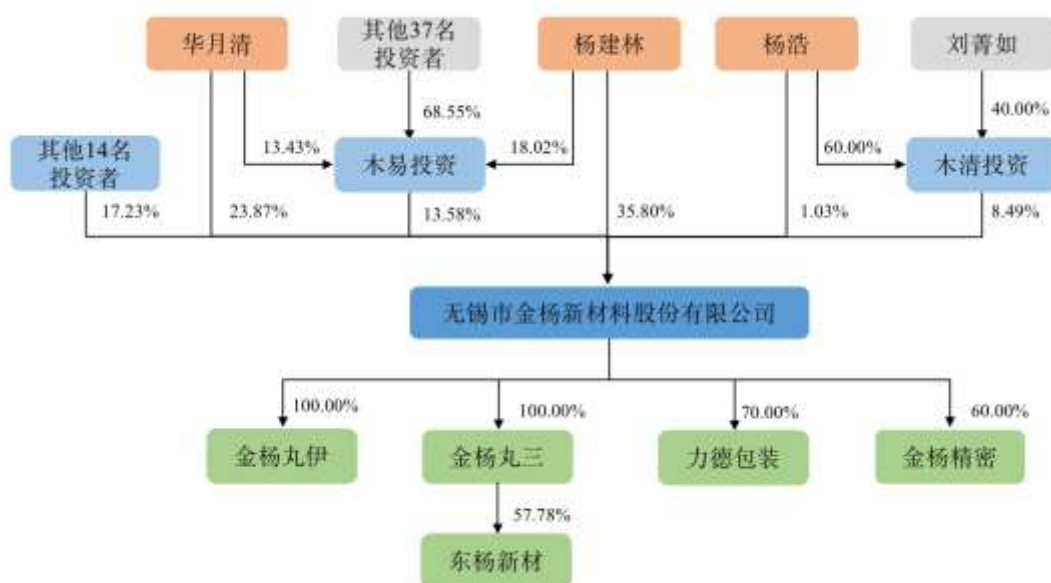 华月清
其他37名
投资者
杨建林
杨浩
刘菁如
68.55%
40.00%
其他14名
投资者
13.43%
木易投资
18.02%
60.00%
木清投资
17.23%
23.87%
13.58%
35.80%
1.03%
8.49%
无锡市金杨新材料股份有限公司
100.00%
100.00%
70.00%
60.00%
金杨丸伊
金杨丸三
力德包装
金杨精密
57.78%
东杨新材